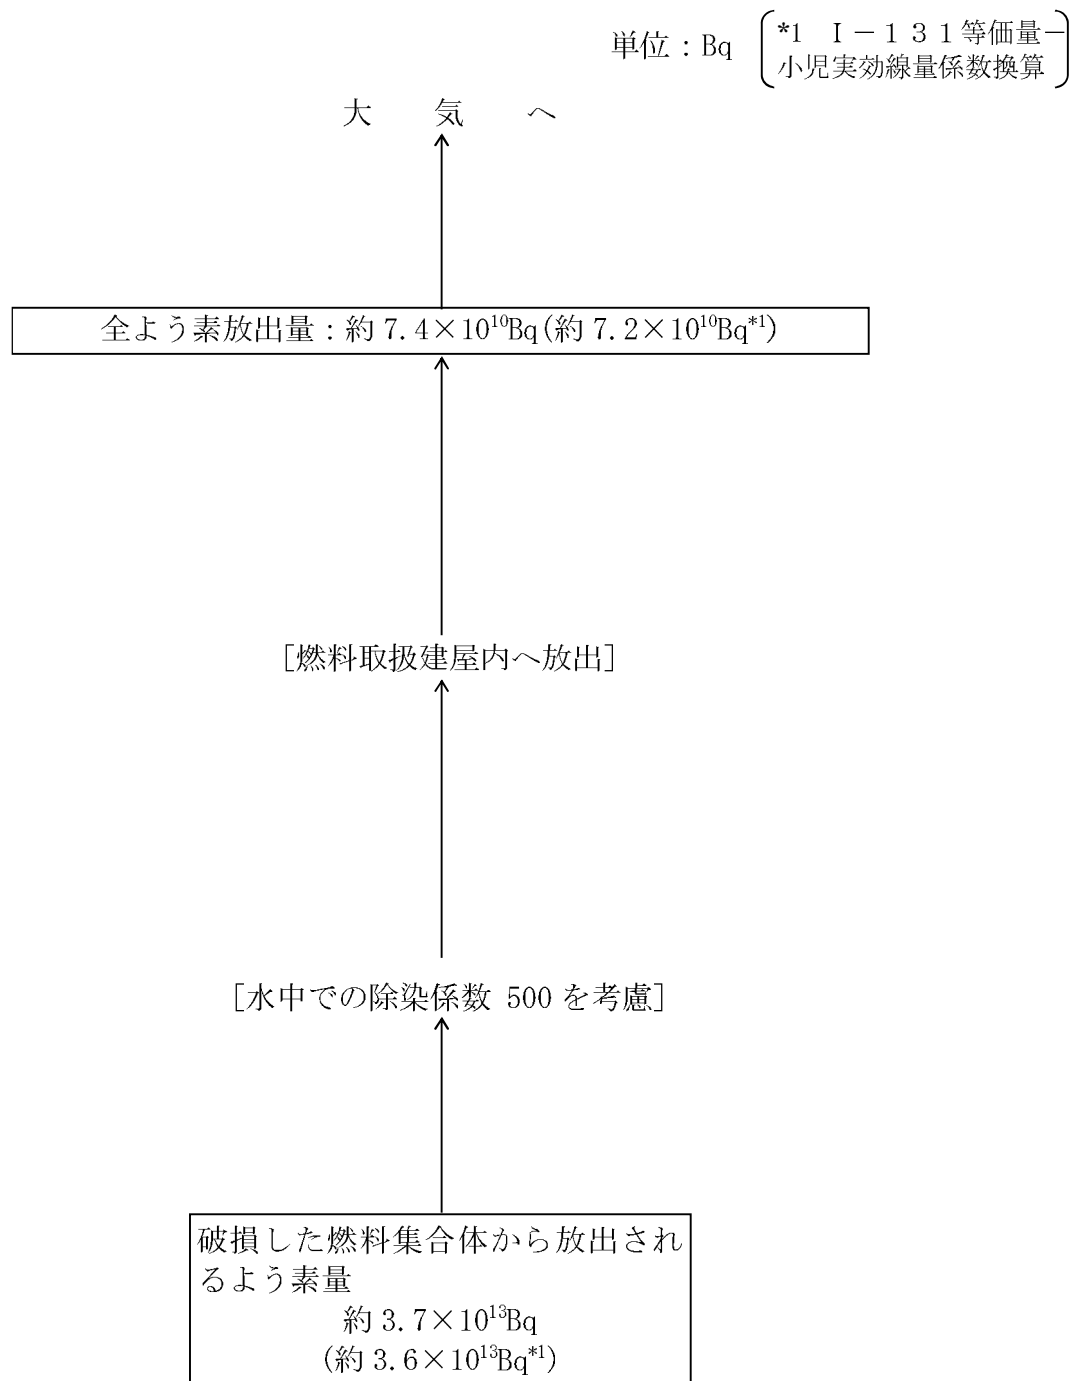 単位：Bq
*1　Ｉ－１３１等価量－
小児実効線量係数換算
大　気　へ
全よう素放出量：約 7.4×10¹⁰Bq(約 7.2×10¹⁰Bq*¹)
[燃料取扱建屋内へ放出]
[水中での除染係数 500 を考慮]
破損した燃料集合体から放出され
るよう素量
約 3.7×10¹³Bq
(約 3.6×10¹³Bq*¹)